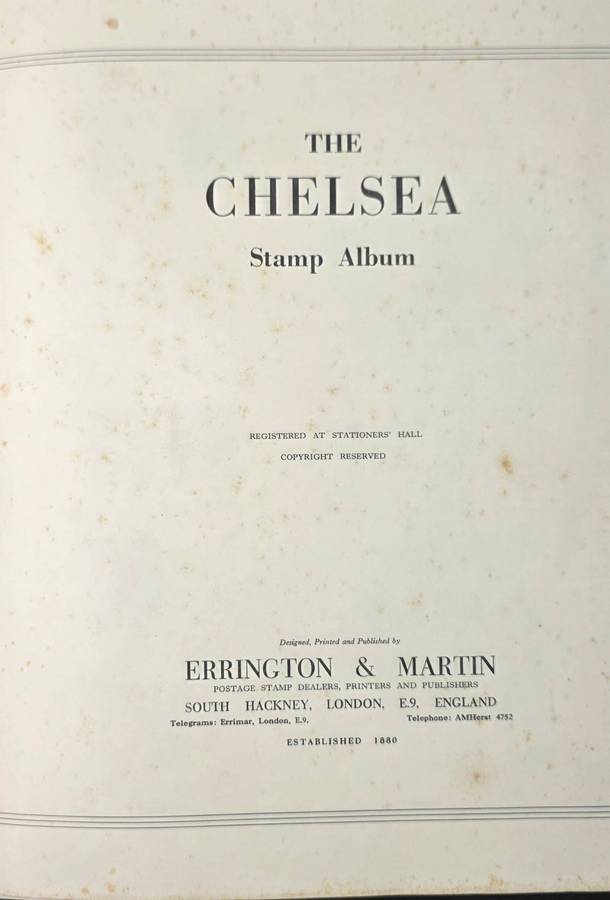 THE
CHELSEA
Stamp Album
REGISTERED AT STATIONERS' HALL
COPYRIGHT RESERVED
Designed, Printed and Published by
ERRINGTON & MARTIN
POSTAGE STAMP DEALERS, PRINTERS AND PUBLISHERS
SOUTH HACKNEY, LONDON, E.9, ENGLAND
Telegrams: Errimar, London, E.9. Telephone: AMHerst 4752
ESTABLISHED 1880